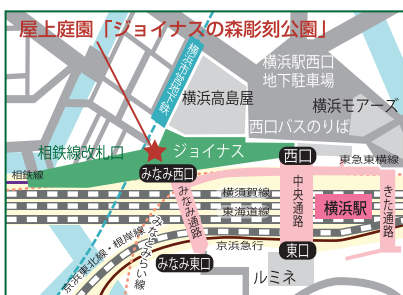 屋上庭園「ジョイナスの森彫刻公園」
横浜市営地下鉄
横浜駅西口
地下駐車場
横浜高島屋
横浜モアーズ
西口バスのりば
相鉄線改札口
ジョイナス
西口
東急東横線
相鉄線
みなみ西口
みなみ通路
横須賀線
東海道線
中央通路
横浜駅
きた通路
京浜東北線・根岸線
みなとみらい線
京浜急行
東口
みなみ東口
ルミネ